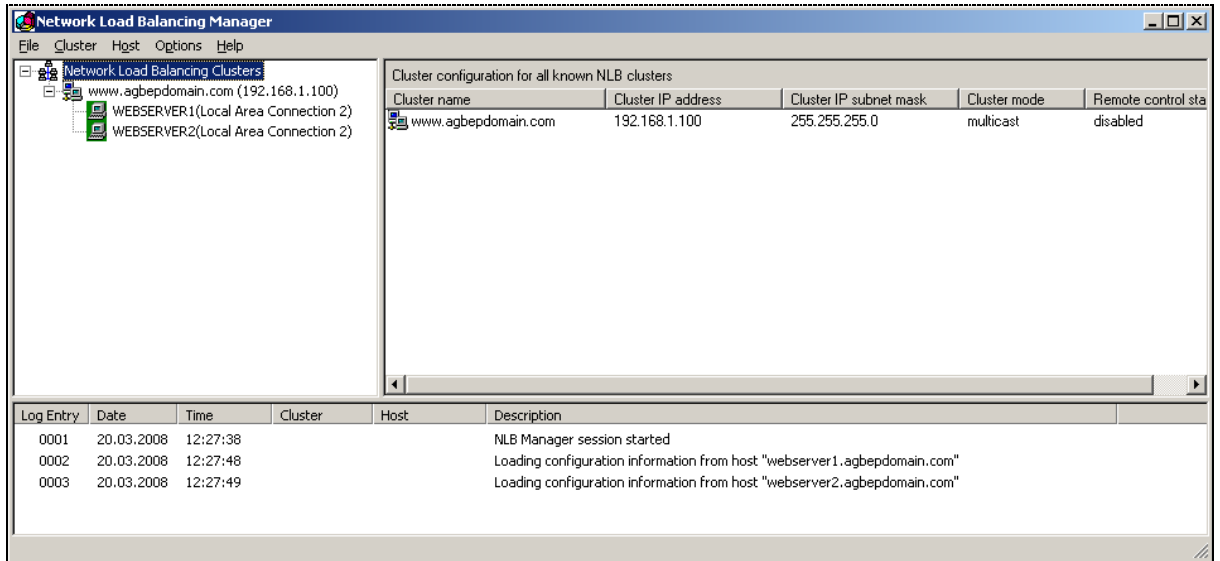 Network Load Balancing Manager
File Cluster Host Options Help
Network Load Balancing Clusters
www.agbepdomain.com (192.168.1.100)
WEBSERVER1(Local Area Connection 2)
WEBSERVER2(Local Area Connection 2)
Cluster configuration for all known NLB clusters
Cluster name Cluster IP address Cluster IP subnet mask Cluster mode Remote control sta
www.agbepdomain.com 192.168.1.100 255.255.255.0 multicast disabled
Log Entry Date Time Cluster Host Description
0001 20.03.2008 12:27:38 NLB Manager session started
0002 20.03.2008 12:27:48 Loading configuration information from host "webserver1.agbepdomain.com"
0003 20.03.2008 12:27:49 Loading configuration information from host "webserver2.agbepdomain.com"